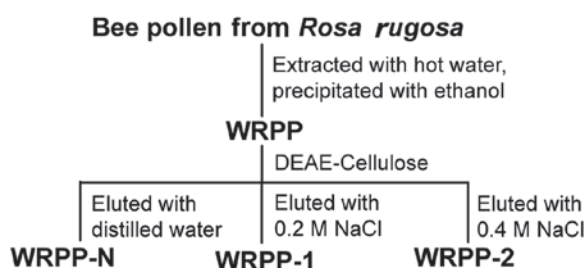 Bee pollen from Rosa rugosa
Extracted with hot water,
precipitated with ethanol
WRPP
DEAE-Cellulose
Eluted with
distilled water
Eluted with
0.2 M NaCl
Eluted with
0.4 M NaCl
WRPP-N
WRPP-1
WRPP-2